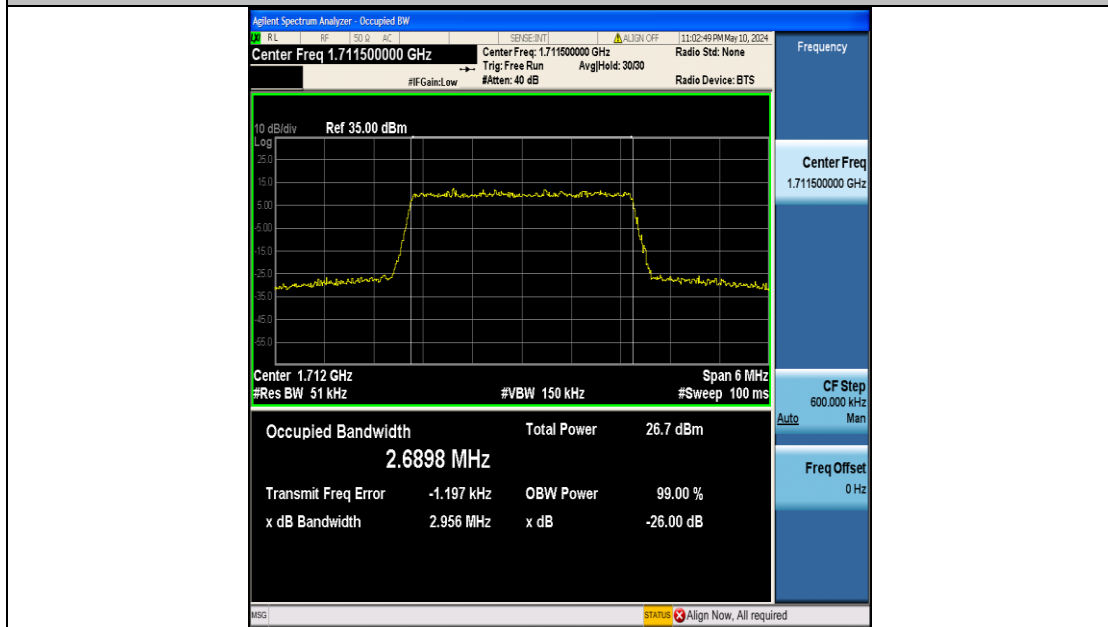 Agilent Spectrum Analyzer - Occupied BW
LXI RL RF 50 Ω AC SENSE:INT ALIGN OFF 11:02:49 PM May 10, 2024
Center Freq 1.711500000 GHz
Center Freq: 1.711500000 GHz
Radio Std: None
Trig: Free Run Avg|Hold: 30/30
#IFGain:Low #Atten: 40 dB
Radio Device: BTS
10 dB/div Ref 35.00 dBm
Log
25.0
15.0
5.00
-5.00
-15.0
-25.0
-35.0
-45.0
-55.0
Center 1.712 GHz Span 6 MHz
#Res BW 51 kHz #VBW 150 kHz #Sweep 100 ms
Occupied Bandwidth Total Power 26.7 dBm
2.6898 MHz
Transmit Freq Error -1.197 kHz OBW Power 99.00 %
x dB Bandwidth 2.956 MHz x dB -26.00 dB
Frequency
Center Freq
1.711500000 GHz
CF Step
600.000 kHz
Auto Man
Freq Offset
0 Hz
MSG STATUS Align Now, All required